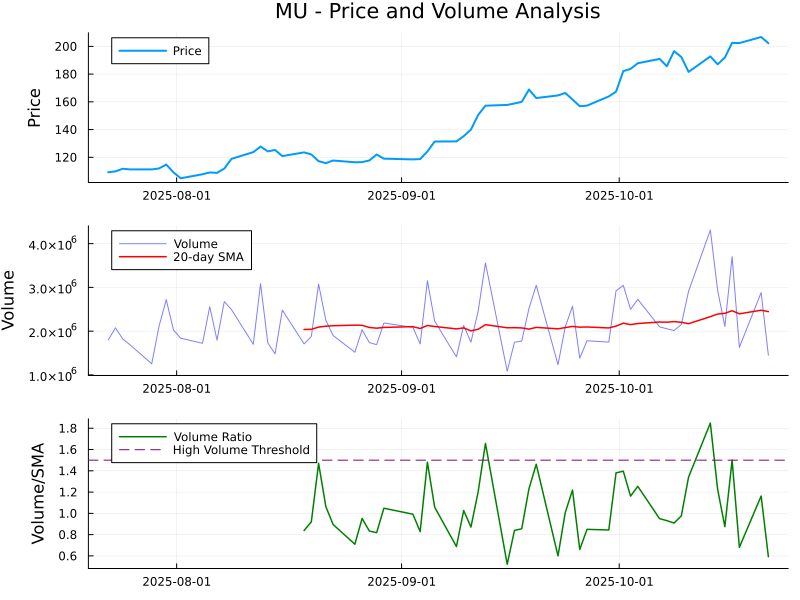 MU - Price and Volume Analysis
Price
200
180
160
140
120
Price
2025-08-01
2025-09-01
2025-10-01
Volume
20-day SMA
4.0×10⁶
3.0×10⁶
2.0×10⁶
1.0×10⁶
Volume
2025-08-01
2025-09-01
2025-10-01
Volume Ratio
High Volume Threshold
1.8
1.6
1.4
1.2
1.0
0.8
0.6
Volume/SMA
2025-08-01
2025-09-01
2025-10-01